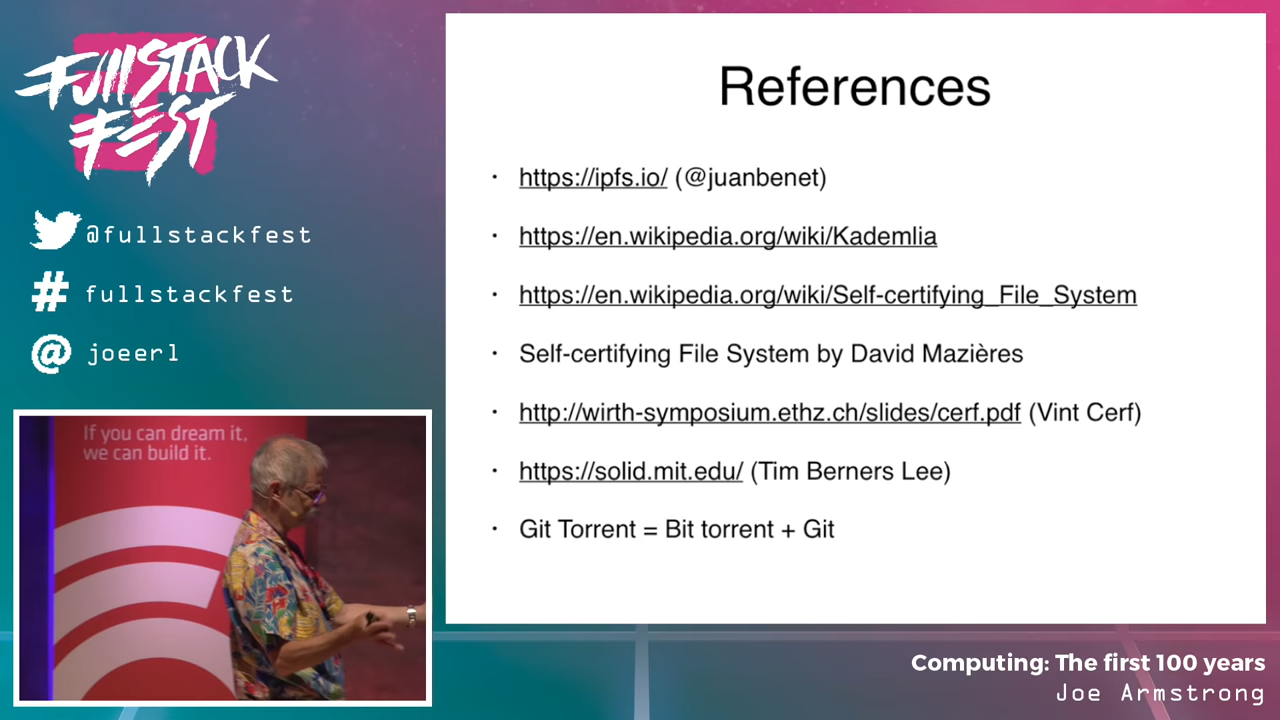 FullSTACK
FEST
@fullstackfest
# fullstackfest
@ joeerl
If you can dream it,
we can build it.
References
• https://ipfs.io/ (@juanbenet)
• https://en.wikipedia.org/wiki/Kademlia
• https://en.wikipedia.org/wiki/Self-certifying_File_System
• Self-certifying File System by David Mazières
• http://wirth-symposium.ethz.ch/slides/cerf.pdf (Vint Cerf)
• https://solid.mit.edu/ (Tim Berners Lee)
• Git Torrent = Bit torrent + Git
Computing: The first 100 years
Joe Armstrong